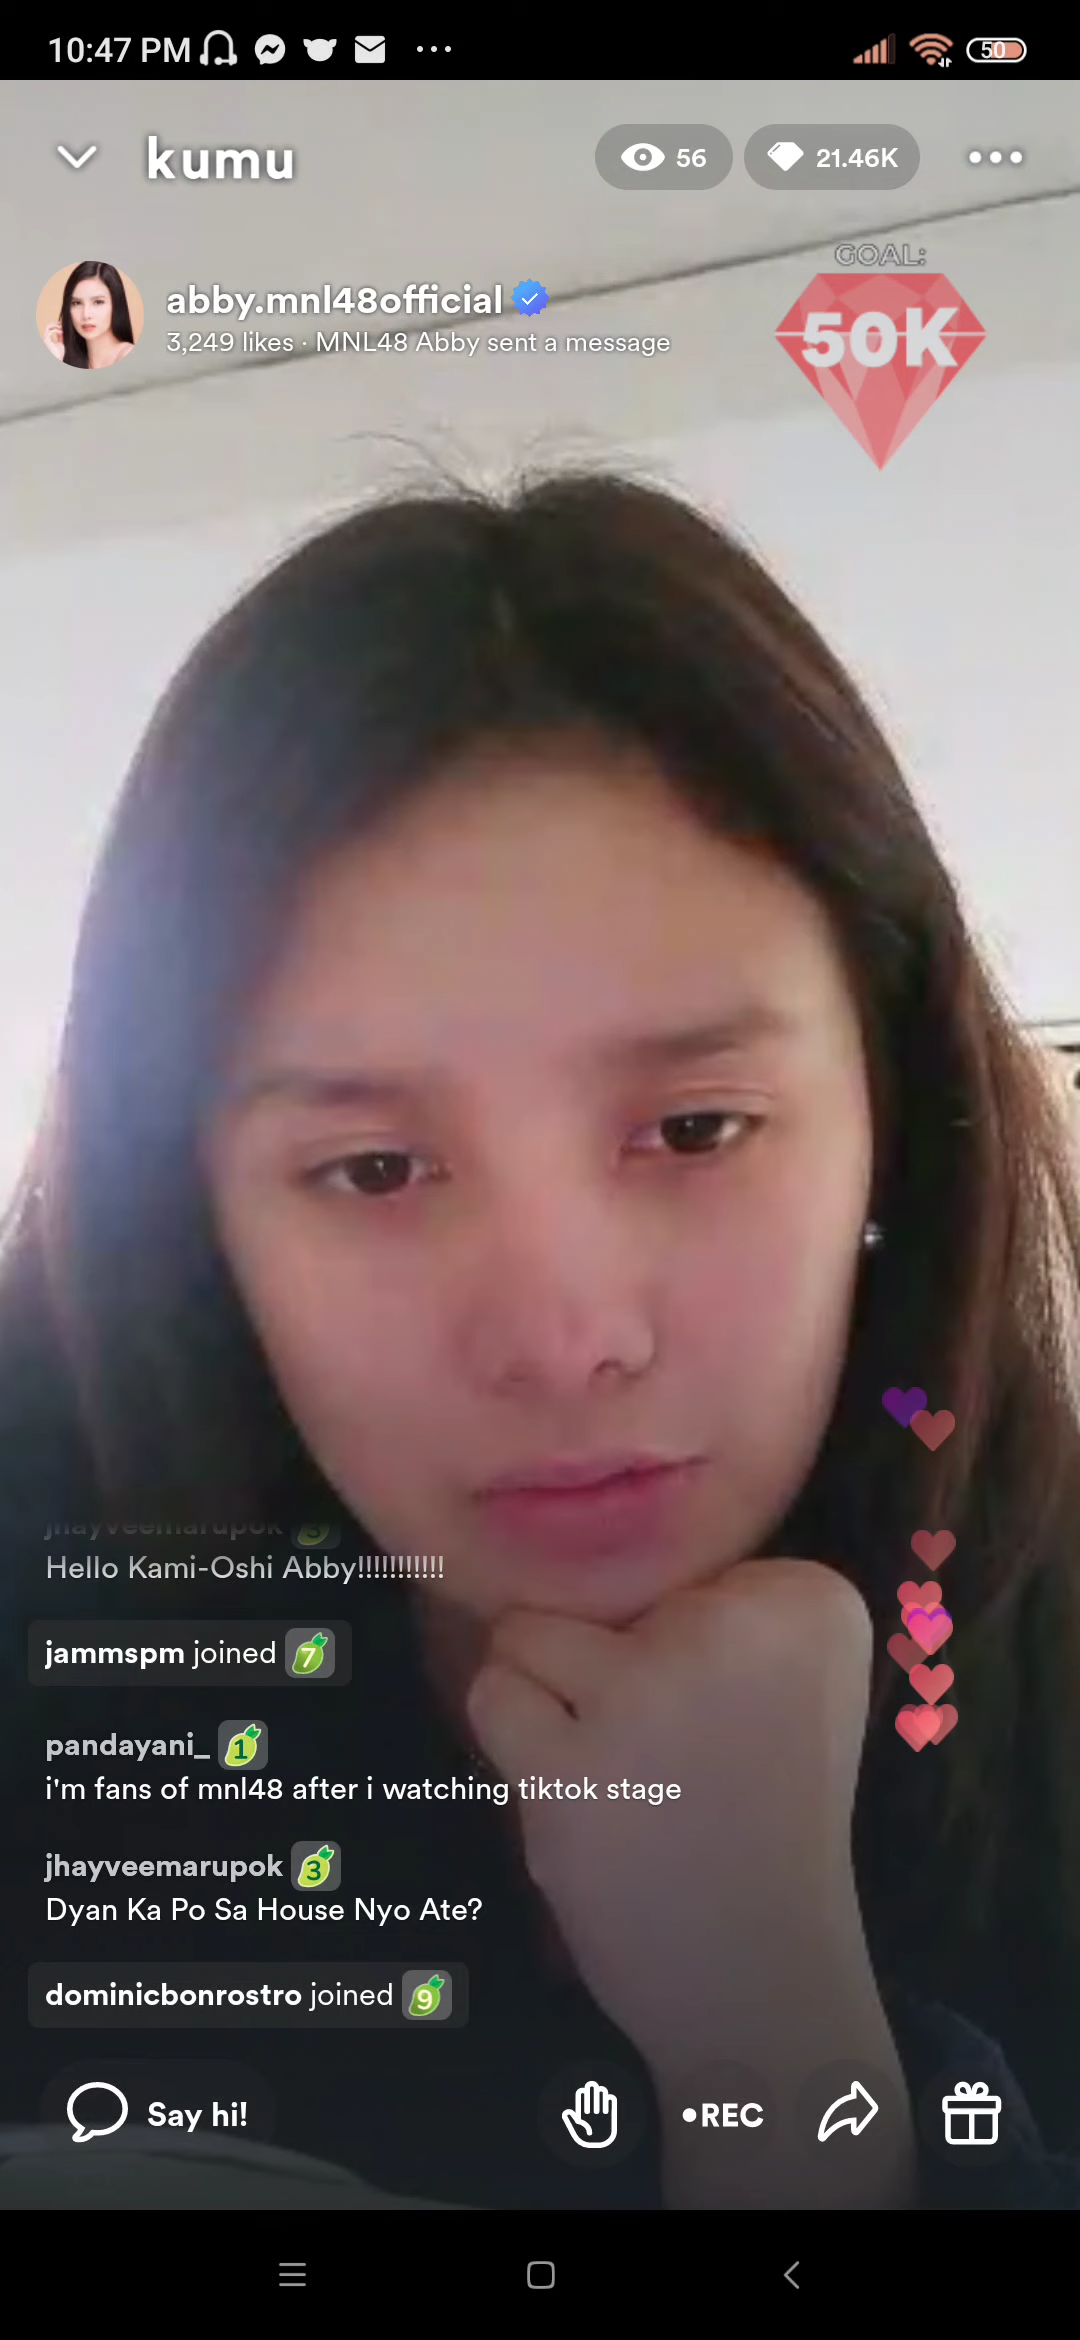 10:47 PM
50
kumu
56
21.46K
GOAL:
50K
abby.mnl48official
3,249 likes · MNL48 Abby sent a message
jhayveemarupok 3
Hello Kami-Oshi Abby!!!!!!!!!!!
jammspm joined 7
pandayani_ 1
i'm fans of mnl48 after i watching tiktok stage
jhayveemarupok 3
Dyan Ka Po Sa House Nyo Ate?
dominicbonrostro joined 9
Say hi!
•REC